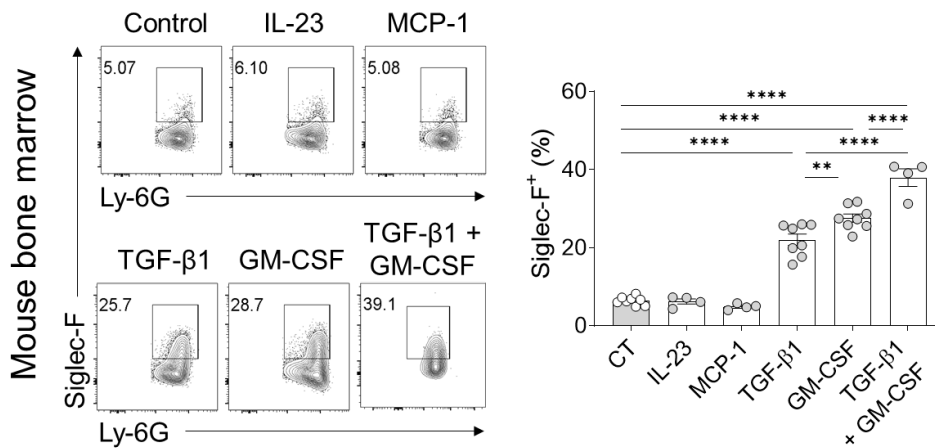 Mouse bone marrow
Control
IL-23
MCP-1
5.07
6.10
5.08
Ly-6G
TGF-β1
GM-CSF
TGF-β1 +
GM-CSF
25.7
28.7
39.1
Siglec-F
Ly-6G
Siglec-F⁺ (%)
60
40
20
0
****
****
****
****
****
**
CT
IL-23
MCP-1
TGF-β1
GM-CSF
TGF-β1
+ GM-CSF